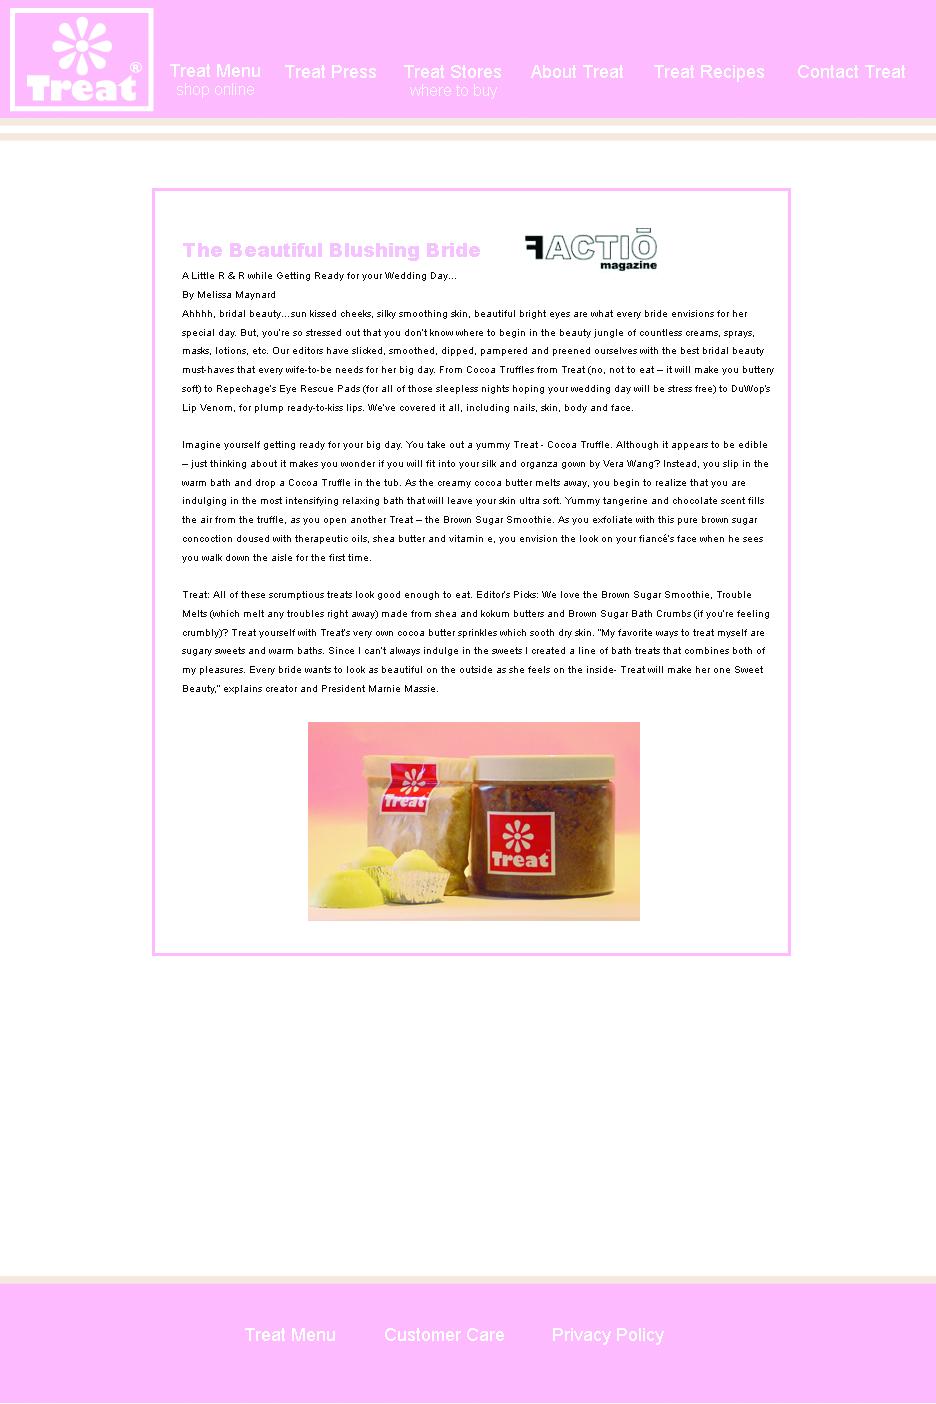 Treat®
Treat Menu
shop online
Treat Press
Treat Stores
where to buy
About Treat
Treat Recipes
Contact Treat
The Beautiful Blushing Bride
FACTIŌ
magazine
A Little R & R while Getting Ready for your Wedding Day...
By Melissa Maynard
Ahhhh, bridal beauty...sun kissed cheeks, silky smoothing skin, beautiful bright eyes are what every bride envisions for her
special day. But, you're so stressed out that you don't know where to begin in the beauty jungle of countless creams, sprays,
masks, lotions, etc. Our editors have slicked, smoothed, dipped, pampered and preened ourselves with the best bridal beauty
must-haves that every wife-to-be needs for her big day. From Cocoa Truffles from Treat (no, not to eat – it will make you buttery
soft) to Repechage's Eye Rescue Pads (for all of those sleepless nights hoping your wedding day will be stress free) to DuWop's
Lip Venom, for plump ready-to-kiss lips. We've covered it all, including nails, skin, body and face.
Imagine yourself getting ready for your big day. You take out a yummy Treat - Cocoa Truffle. Although it appears to be edible
– just thinking about it makes you wonder if you will fit into your silk and organza gown by Vera Wang? Instead, you slip in the
warm bath and drop a Cocoa Truffle in the tub. As the creamy cocoa butter melts away, you begin to realize that you are
indulging in the most intensifying relaxing bath that will leave your skin ultra soft. Yummy tangerine and chocolate scent fills
the air from the truffle, as you open another Treat – the Brown Sugar Smoothie. As you exfoliate with this pure brown sugar
concoction doused with therapeutic oils, shea butter and vitamin e, you envision the look on your fiancé's face when he sees
you walk down the aisle for the first time.
Treat: All of these scrumptious treats look good enough to eat. Editor's Picks: We love the Brown Sugar Smoothie, Trouble
Melts (which melt any troubles right away) made from shea and kokum butters and Brown Sugar Bath Crumbs (if you're feeling
crumbly)? Treat yourself with Treat's very own cocoa butter sprinkles which sooth dry skin. "My favorite ways to treat myself are
sugary sweets and warm baths. Since I can't always indulge in the sweets I created a line of bath treats that combines both of
my pleasures. Every bride wants to look as beautiful on the outside as she feels on the inside- Treat will make her one Sweet
Beauty," explains creator and President Marnie Massie.
Treat
Treat
Treat Menu
Customer Care
Privacy Policy